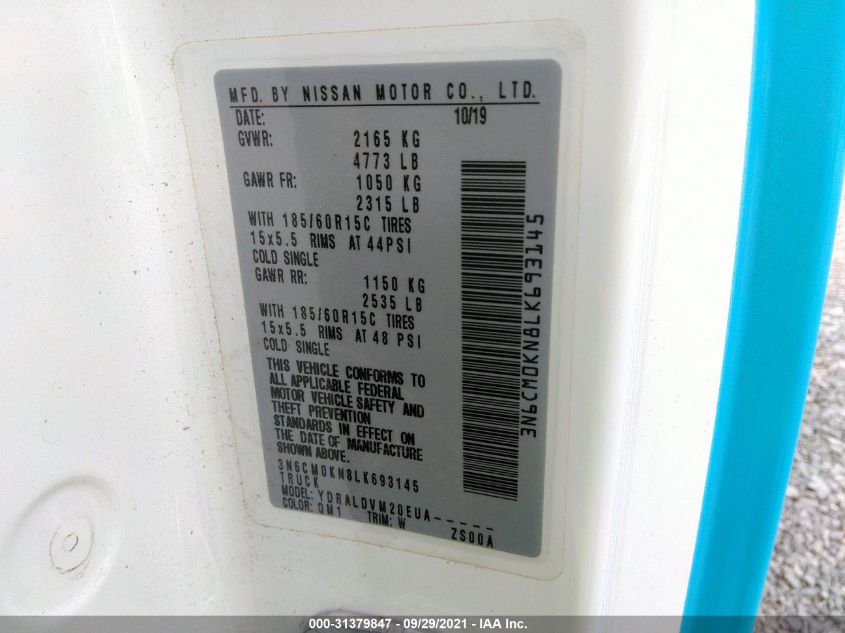 MFD. BY NISSAN MOTOR CO., LTD.
DATE: 10/19
GVWR: 2165 KG
4773 LB
GAWR FR: 1050 KG
2315 LB
WITH 185/60R15C TIRES
15x5.5 RIMS AT 44PSI
COLD SINGLE
GAWR RR: 1150 KG
2535 LB
WITH 185/60R15C TIRES
15x5.5 RIMS AT 48 PSI
COLD SINGLE
THIS VEHICLE CONFORMS TO
ALL APPLICABLE FEDERAL
MOTOR VEHICLE SAFETY AND
THEFT PREVENTION
STANDARDS IN EFFECT ON
THE DATE OF MANUFACTURE
SHOWN ABOVE.
3N6CM0KN8LK693145
TRUCK
MODEL: YDRALDVM20EUA-----
COLOR: QM1 TRIM: W ZS00A
3N6CM0KN8LK693145
000-31379847 - 09/29/2021 - IAA Inc.